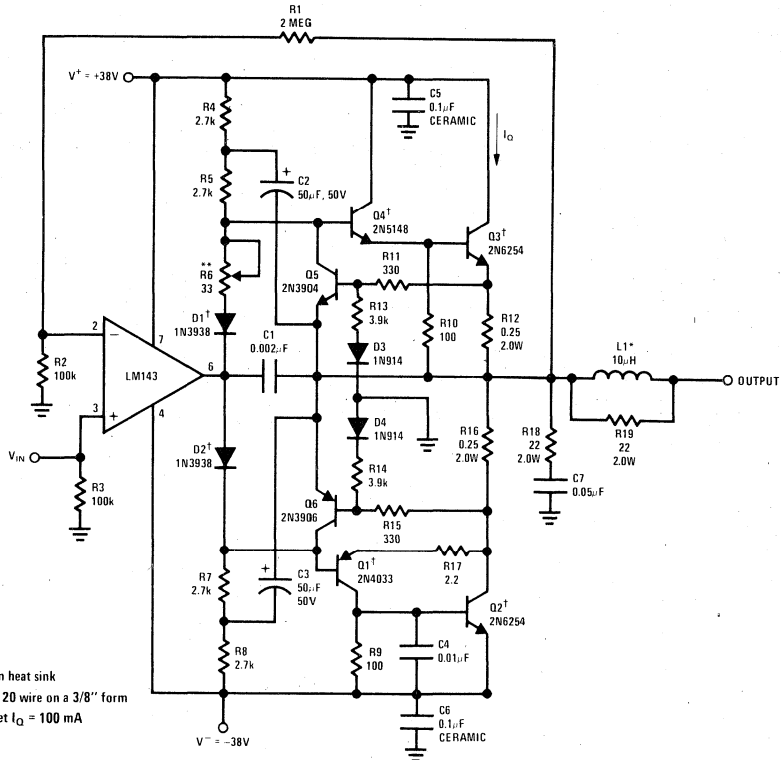 R1
2 MEG
V+ = +38V
R4
2.7k
C5
0.1μF
CERAMIC
IQ
R5
2.7k
+
C2
50μF, 50V
Q4†
2N5148
Q3†
2N6254
**
R6
33
Q5
2N3904
R11
330
D1†
1N3938
R13
3.9k
R10
100
R12
0.25
2.0W
C1
0.002μF
D3
1N914
L1*
10μH
2
−
7
6
LM143
R2
100k
3
+
4
OUTPUT
VIN
R3
100k
D2†
1N3938
D4
1N914
R16
0.25
2.0W
R18
22
2.0W
R19
22
2.0W
R14
3.9k
C7
0.05μF
Q6
2N3906
R15
330
R7
2.7k
+
C3
50μF
50V
Q1†
2N4033
R17
2.2
Q2†
2N6254
R8
2.7k
R9
100
C4
0.01μF
n heat sink
20 wire on a 3/8" form
et IQ = 100 mA
C6
0.1μF
CERAMIC
V− = −38V